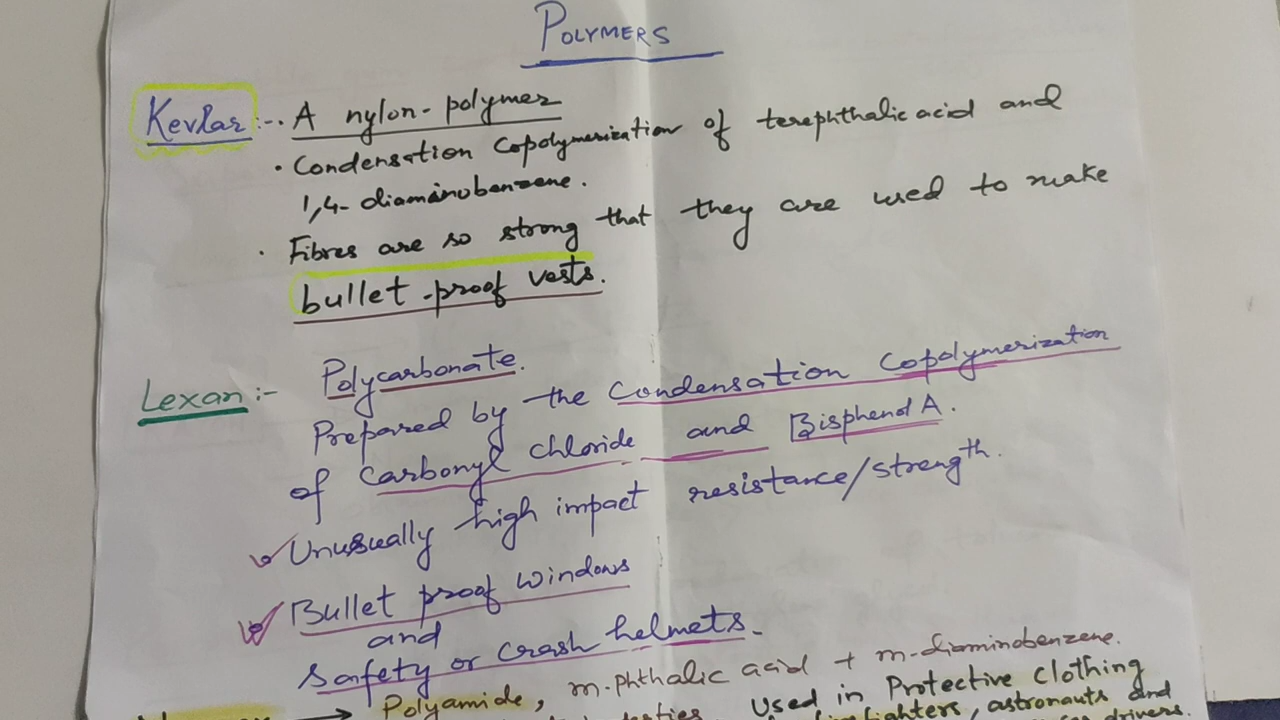 POLYMERS
Kevlar:-. A nylon-polymer
. Condensation Copolymerization of terephthalic acid and
1,4-diaminobenzene.
. Fibres are so strong that they are used to make
bullet-proof vests.
Lexan:- Polycarbonate.
Prepared by the Condensation Copolymerization
of Carbonyl chloride and Bisphenol A.
Unusually high impact resistance/strength.
Bullet proof windows
and
Safety or crash helmets.
Polyamide, m.phthalic acid + m-diaminobenzene.
Used in Protective Clothing
firefighters, astronauts and
drivers.